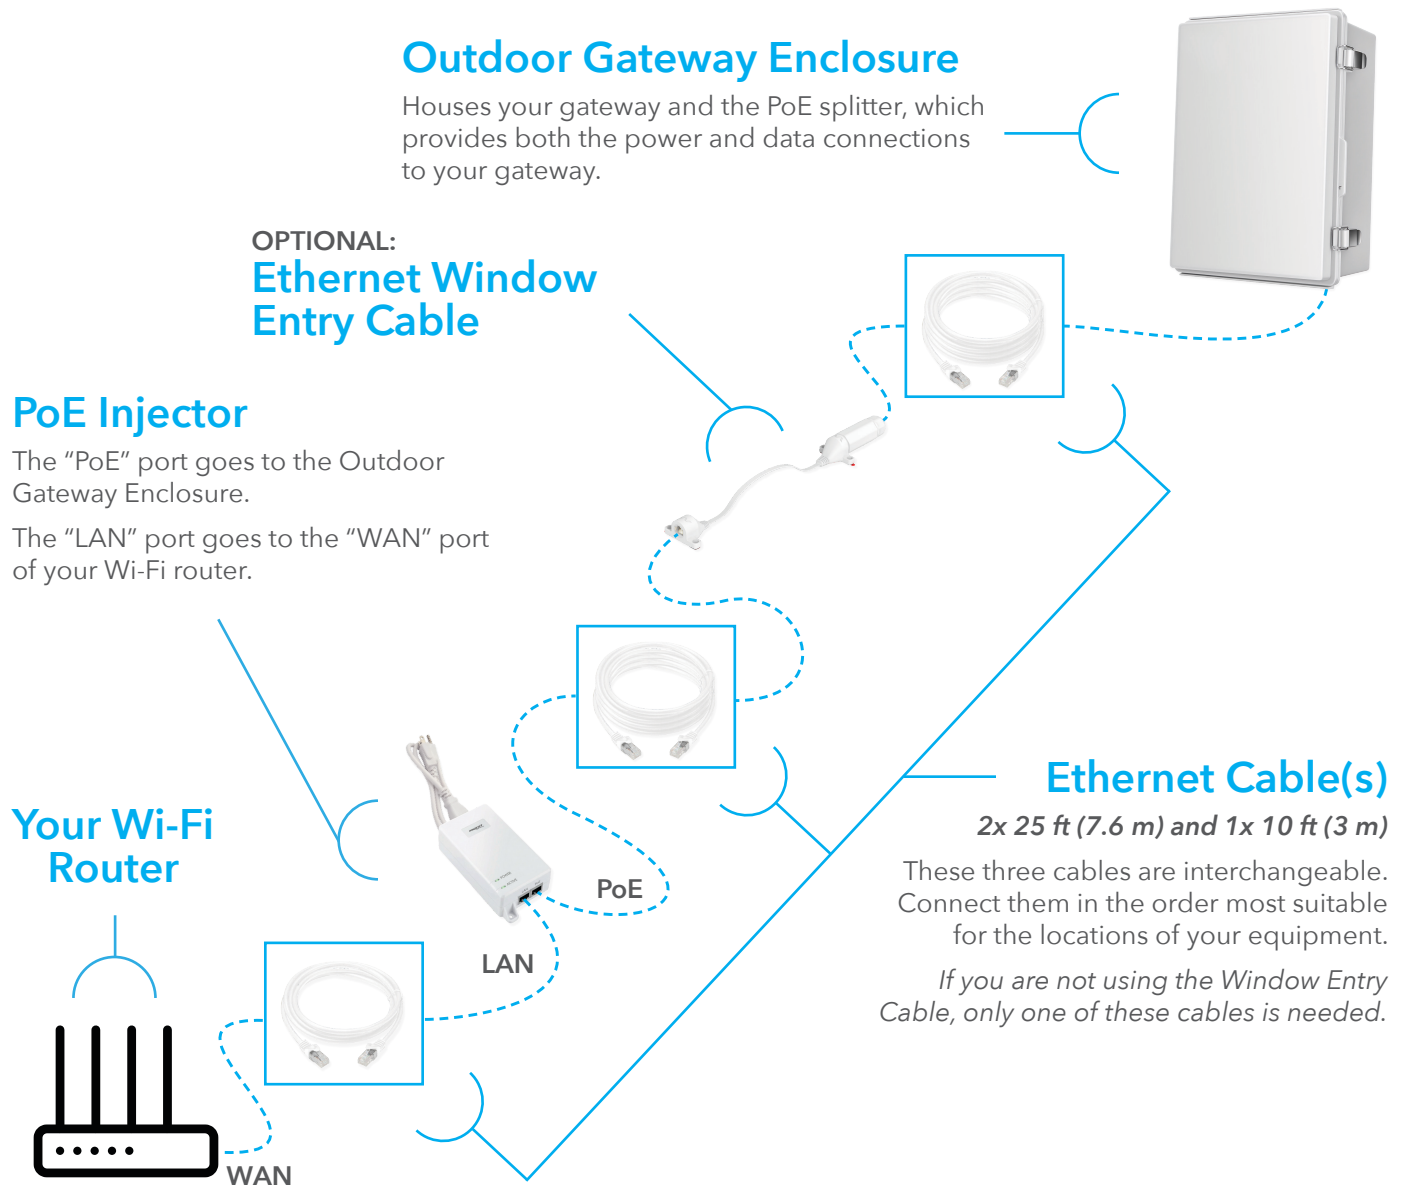 Outdoor Gateway Enclosure
Houses your gateway and the PoE splitter, which
provides both the power and data connections
to your gateway.
OPTIONAL:
Ethernet Window
Entry Cable
PoE Injector
The “PoE” port goes to the Outdoor
Gateway Enclosure.
The “LAN” port goes to the “WAN” port
of your Wi-Fi router.
Your Wi-Fi
Router
PoE
LAN
WAN
Ethernet Cable(s)
2x 25 ft (7.6 m) and 1x 10 ft (3 m)
These three cables are interchangeable.
Connect them in the order most suitable
for the locations of your equipment.
If you are not using the Window Entry
Cable, only one of these cables is needed.